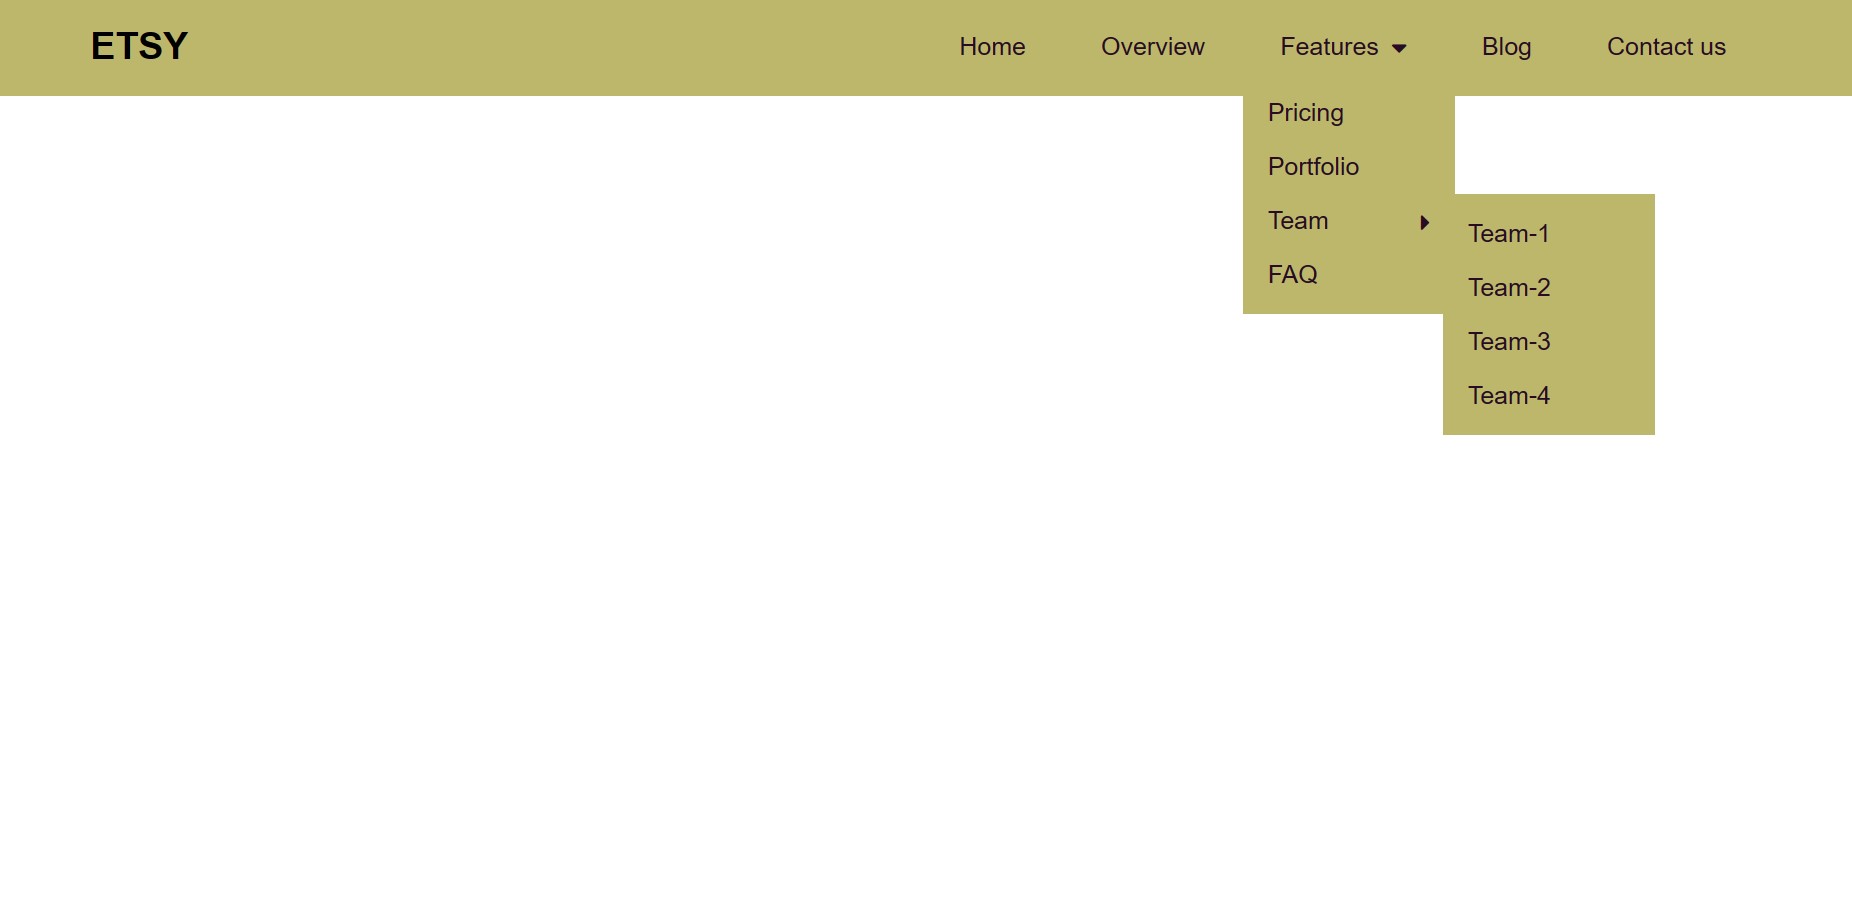 ETSY
Home
Overview
Features
Blog
Contact us
Pricing
Portfolio
Team
FAQ
Team-1
Team-2
Team-3
Team-4